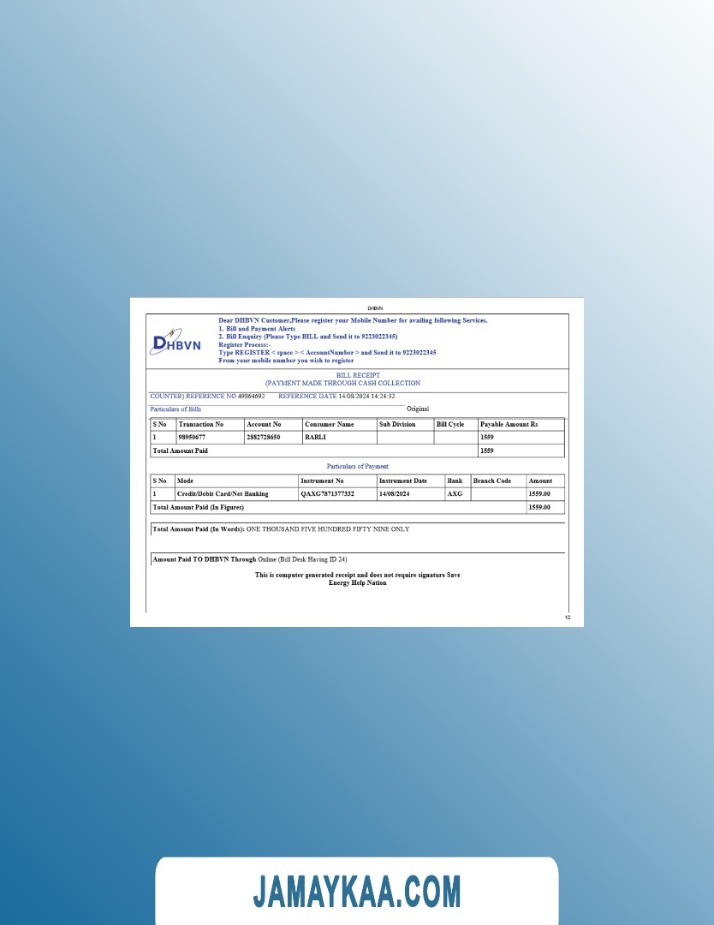 DHBVN
DHBVN
Dear DHBVN Customer,Please register your Mobile Number for availing following Services.
1. Bill and Payment Alerts
2. Bill Enquiry (Please Type BILL and Send it to 9223022345)
Register Process:-
Type REGISTER < space > < AccountNumber > and Send it to 9223022345
From your mobile number you wish to register
BILL RECEIPT
(PAYMENT MADE THROUGH CASH COLLECTION
COUNTER) REFERENCE NO 49864692 REFERENCE DATE 14/08/2024 14:24:32
Particulars of Bills Original
S No Transaction No Account No Consumer Name Sub Division Bill Cycle Payable Amount Rs
1 98950677 2882728650 BABLI 1559
Total Amount Paid 1559
Particulars of Payment
S No Mode Instrument No Instrument Date Bank Branch Code Amount
1 Credit/Debit Card/Net Banking QAXG7871377332 14/08/2024 AXG 1559.00
Total Amount Paid (In Figures) 1559.00
Total Amount Paid (In Words): ONE THOUSAND FIVE HUNDRED FIFTY NINE ONLY
Amount Paid TO DHBVN Through Online (Bill Desk Having ID 24)
This is computer generated receipt and does not require signature Save
Energy Help Nation
1/2
JAMAYKAA.COM